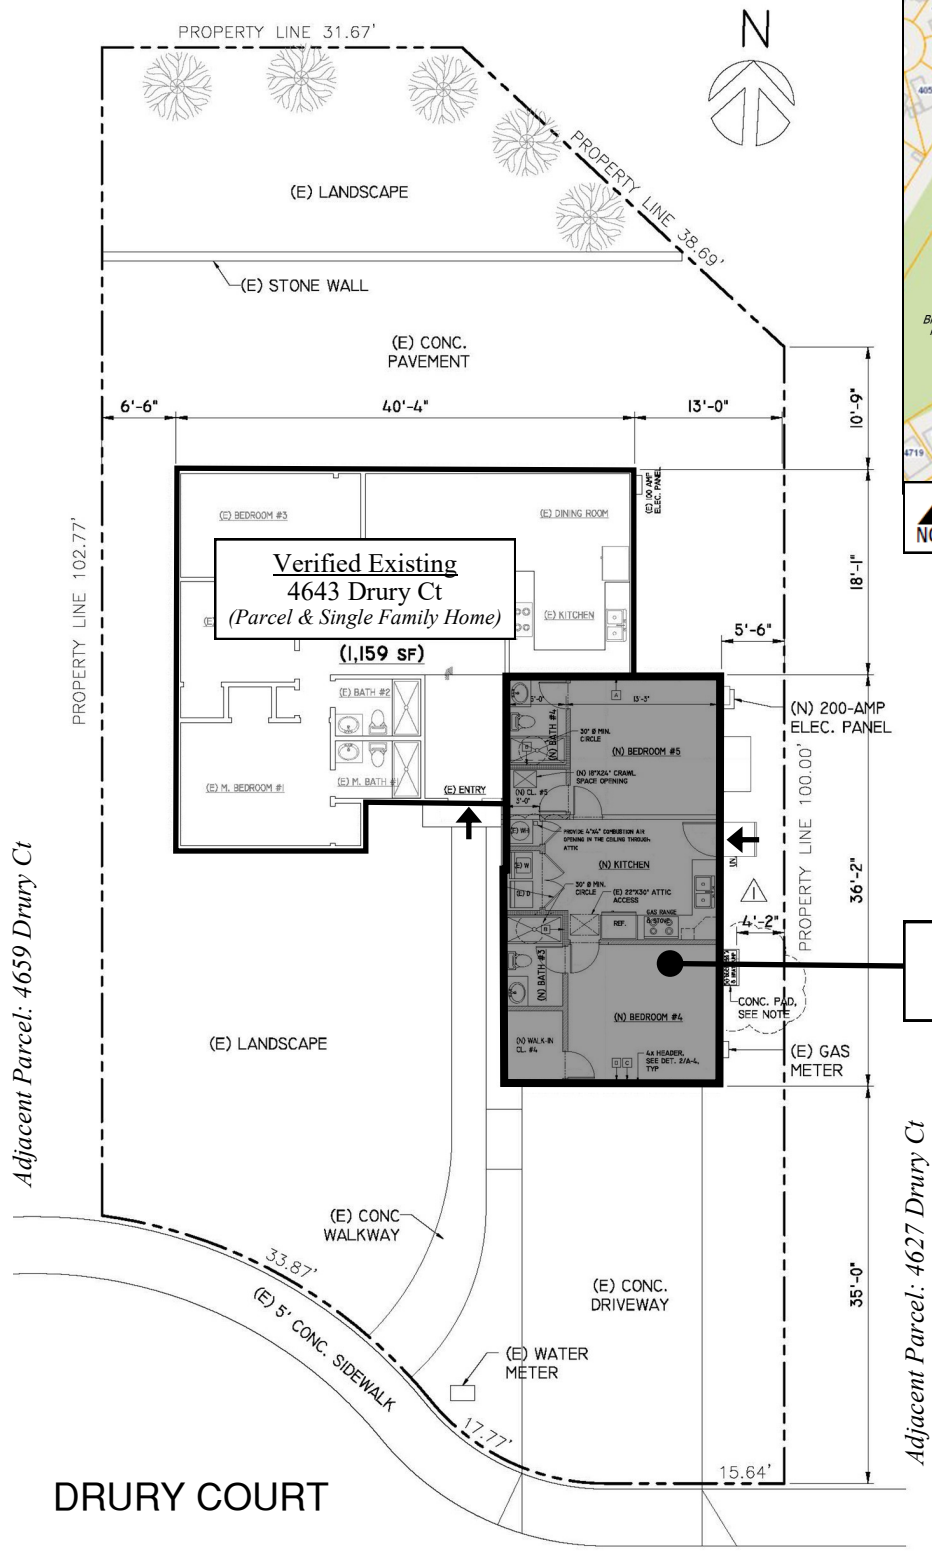 PROPERTY LINE 31.67'
N
PROPERTY LINE 38.69'
(E) LANDSCAPE
(E) STONE WALL
(E) CONC.
PAVEMENT
6'-6"
40'-4"
13'-0"
10'-9"
4719
PROPERTY LINE 102.77'
(E) BEDROOM #3
(E) DINING ROOM
(E) 100 AMP
ELEC. PANEL
18'-1"
Verified Existing
4643 Drury Ct
(Parcel & Single Family Home)
(E) KITCHEN
(1,159 SF)
5'-6"
(E) BATH #2
(N) BATH #4
13'-3"
A
30" Ø MIN.
CIRCLE
(N) BEDROOM #5
(N) 200-AMP
ELEC. PANEL
(E) M. BEDROOM #1
(E) M. BATH #1
(E) ENTRY
(N) 18"X24" CRAWL
SPACE OPENING
(N) CL. #5
3'-0"
(E) WH
PROVIDE 4"X4" COMBUSTION AIR
OPENING IN THE CEILING THROUGH
ATTIC
(E) W
(N) KITCHEN
(E) D
30" Ø MIN.
CIRCLE
(E) 22"X30" ATTIC
ACCESS
REF.
GAS RANGE
& STOVE
UN.
1
PROPERTY LINE 100.00'
36'-2"
4'-2"
(N) BATH #3
CONC. PAD,
SEE NOTE
(N) BEDROOM #4
(N) WALK-IN
CL. #4
4x HEADER,
SEE DET. 2/A-4,
TYP
D
C
(E) GAS
METER
Adjacent Parcel: 4659 Drury Ct
(E) LANDSCAPE
(E) CONC
WALKWAY
33.87'
(E) 5' CONC. SIDEWALK
(E) CONC.
DRIVEWAY
35'-0"
(E) WATER
METER
17.77'
15.64'
Adjacent Parcel: 4627 Drury Ct
DRURY COURT